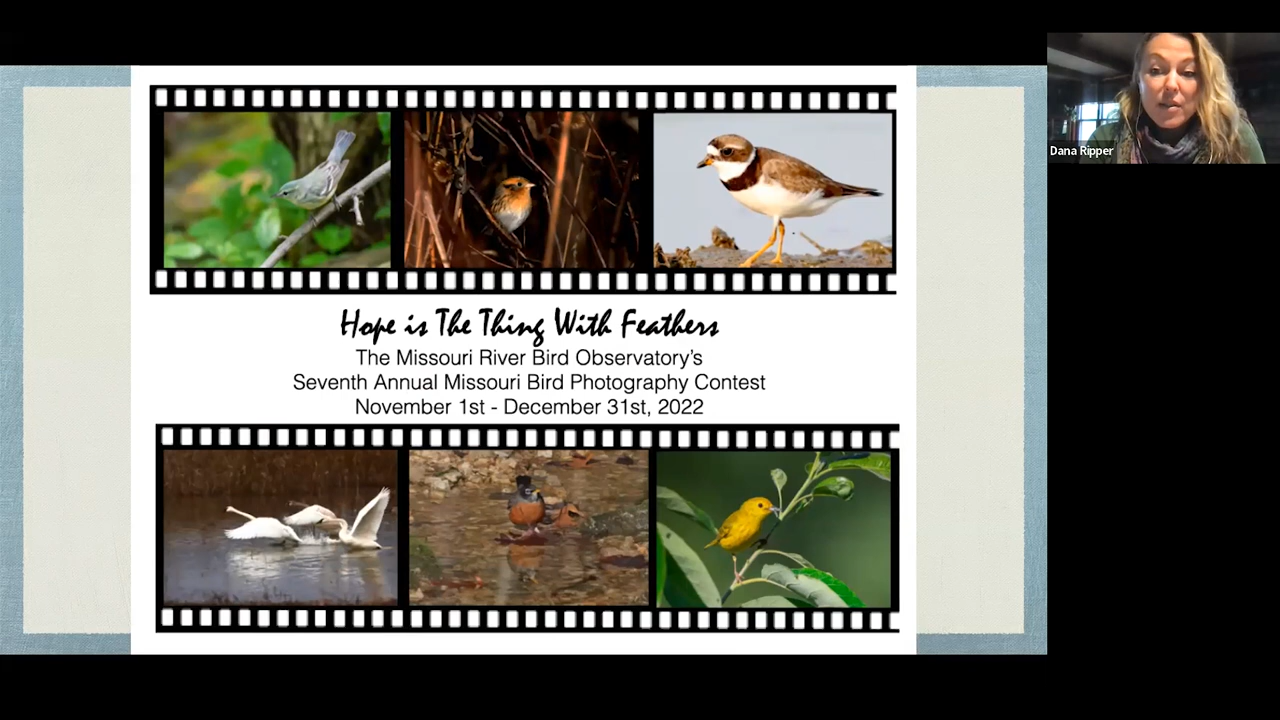 Dana Ripper
Hope is The Thing With Feathers
The Missouri River Bird Observatory's
Seventh Annual Missouri Bird Photography Contest
November 1st - December 31st, 2022